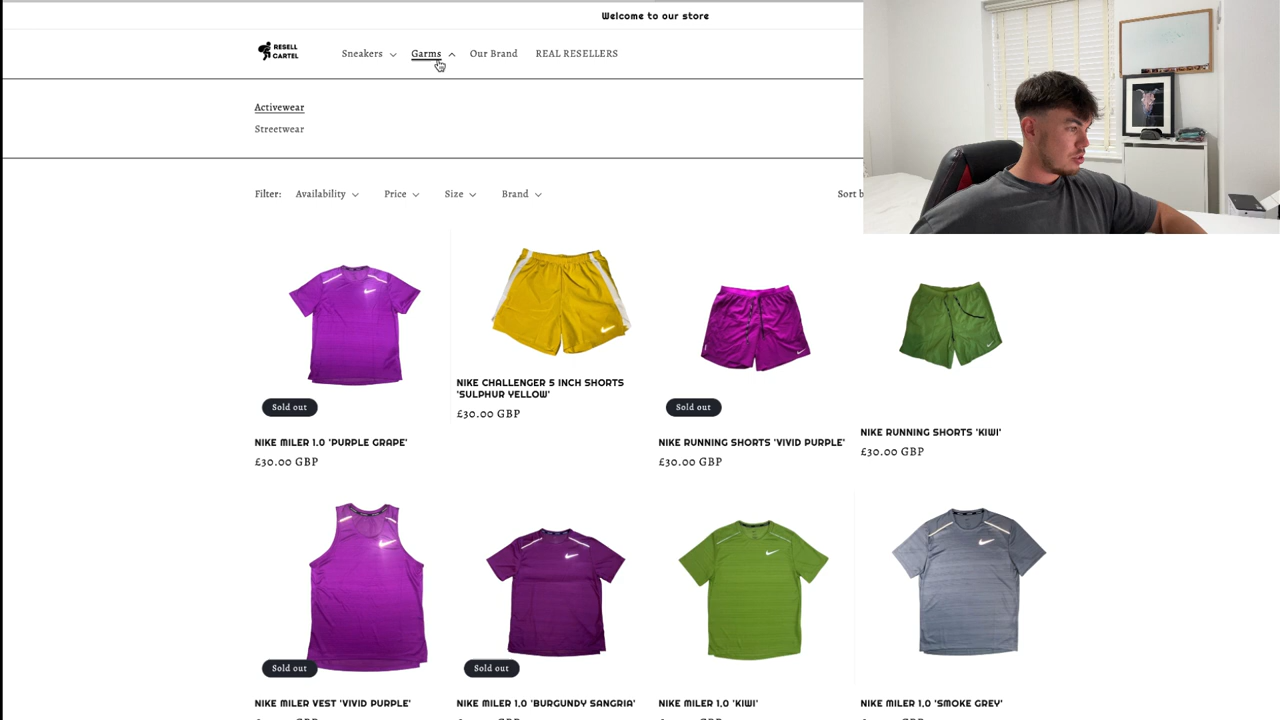 Welcome to our store
RESELL
CARTEL
Sneakers
Garms
Our Brand
REAL RESELLERS
Activewear
Streetwear
Filter:
Availability
Price
Size
Brand
Sort b
Sold out
NIKE MILER 1.0 'PURPLE GRAPE'
£30.00 GBP
NIKE CHALLENGER 5 INCH SHORTS
'SULPHUR YELLOW'
£30.00 GBP
Sold out
NIKE RUNNING SHORTS 'VIVID PURPLE'
£30.00 GBP
NIKE RUNNING SHORTS 'KIWI'
£30.00 GBP
Sold out
NIKE MILER VEST 'VIVID PURPLE'
Sold out
NIKE MILER 1.0 'BURGUNDY SANGRIA'
NIKE MILER 1.0 'KIWI'
NIKE MILER 1.0 'SMOKE GREY'